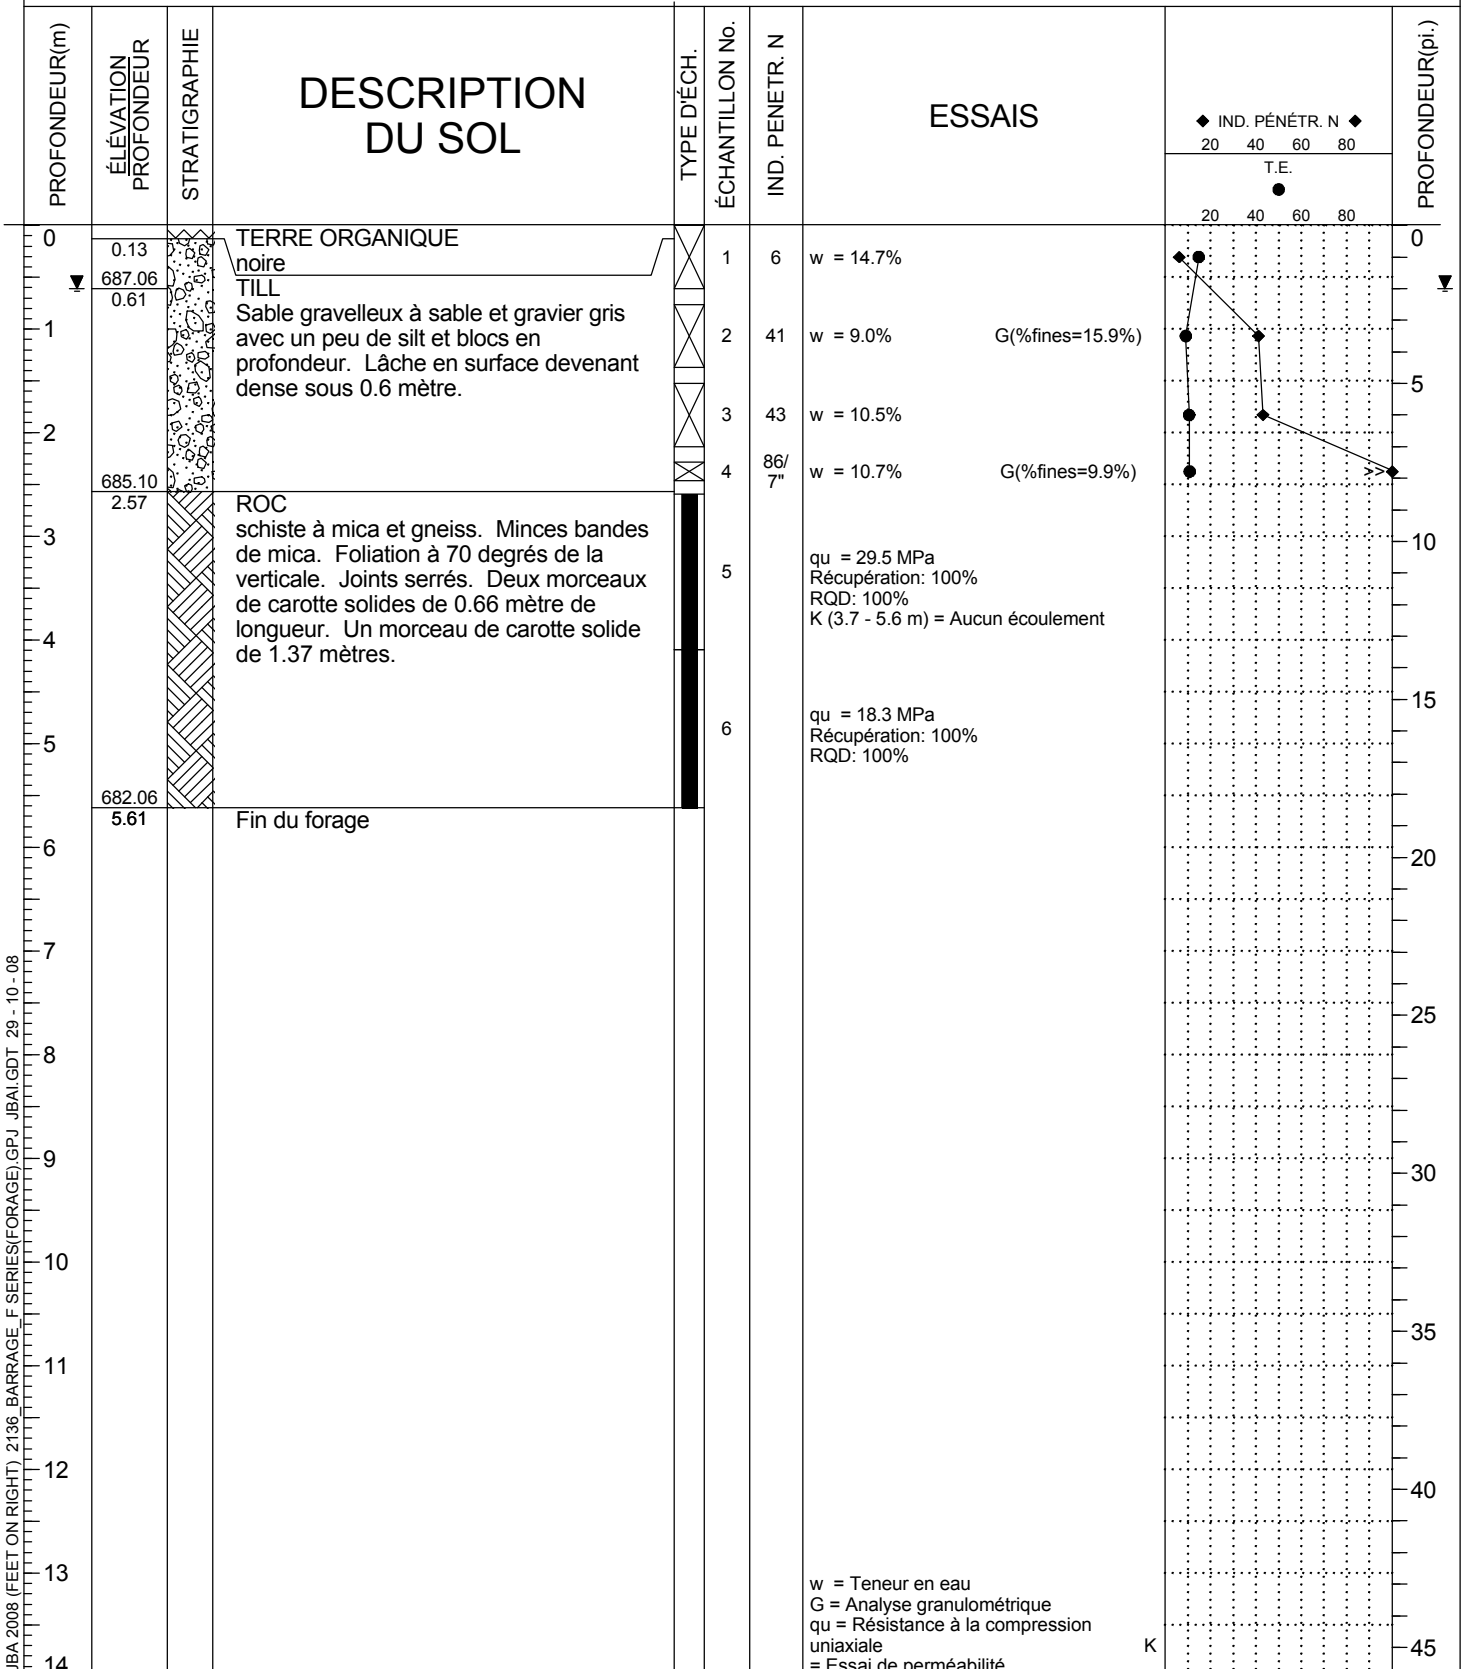 PROFONDEUR(m)
ÉLÉVATION
PROFONDEUR
STRATIGRAPHIE
DESCRIPTION
DU SOL
TYPE D'ÉCH.
ÉCHANTILLON No.
IND. PENETR. N
ESSAIS
◆ IND. PÉNÉTR. N ◆
20 40 60 80
T.E.
●
20 40 60 80
PROFONDEUR(pi.)
0
0.13
687.06
0.61
TERRE ORGANIQUE
noire
TILL
Sable gravelleux à sable et gravier gris
avec un peu de silt et blocs en
profondeur. Lâche en surface devenant
dense sous 0.6 mètre.
1 6 w = 14.7%
2 41 w = 9.0% G(%fines=15.9%)
3 43 w = 10.5%
4 86/
7" w = 10.7% G(%fines=9.9%)
>>
685.10
2.57
ROC
schiste à mica et gneiss. Minces bandes
de mica. Foliation à 70 degrés de la
verticale. Joints serrés. Deux morceaux
de carotte solides de 0.66 mètre de
longueur. Un morceau de carotte solide
de 1.37 mètres.
5
qu = 29.5 MPa
Récupération: 100%
RQD: 100%
K (3.7 - 5.6 m) = Aucun écoulement
6
qu = 18.3 MPa
Récupération: 100%
RQD: 100%
682.06
5.61
Fin du forage
1
2
3
4
5
6
7
8
9
10
11
12
13
14
0
5
10
15
20
25
30
35
40
45
w = Teneur en eau
G = Analyse granulométrique
qu = Résistance à la compression
uniaxiale K
= Essai de perméabilité
JBA 2008 (FEET ON RIGHT) 2136_BARRAGE_F SERIES(FORAGE).GPJ JBAI.GDT 29 - 10 - 08